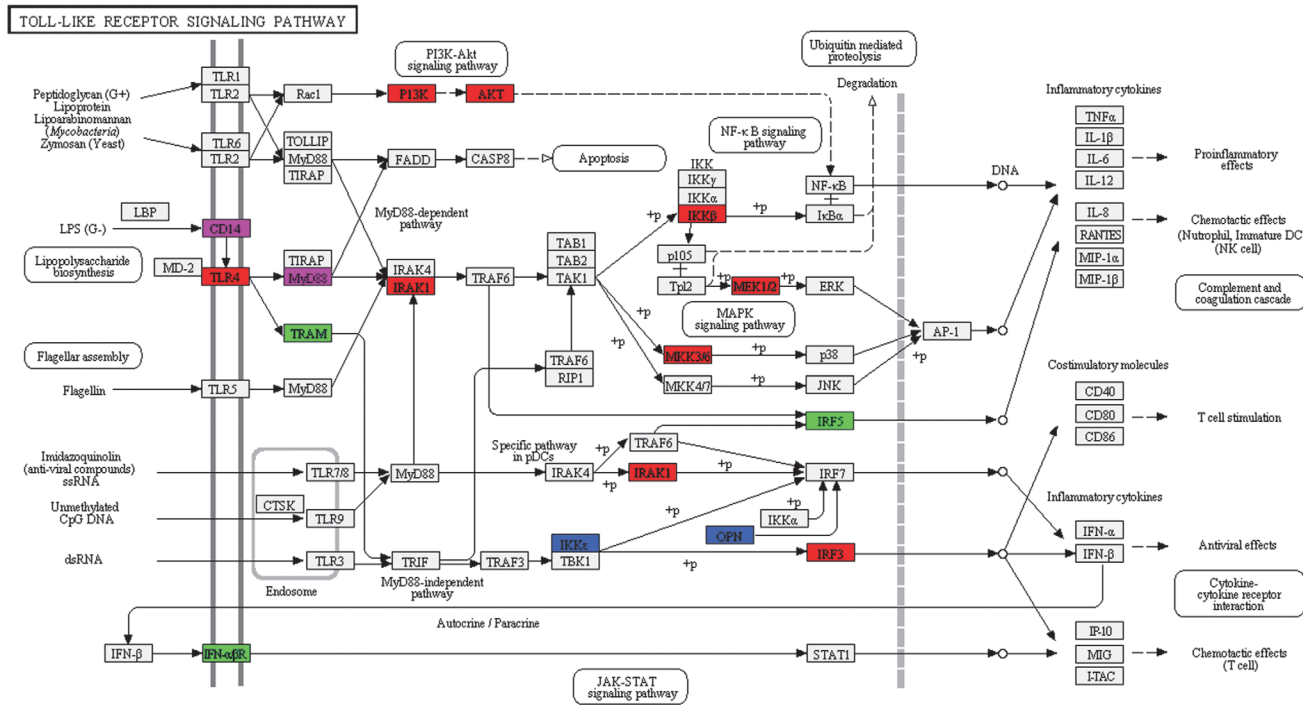 TOLL-LIKE RECEPTOR SIGNALING PATHWAY
PI3K-Akt
signaling pathway
Ubiquitin mediated
proteolysis
Degradation
TLR1
TLR2
Rac1
PI3K
AKT
Peptidoglycan (G+)
Lipoprotein
Lipoarabinomannan
(Mycobacteria)
Zymosan (Yeast)
TLR6
TLR2
TOLLIP
MyD88
TIRAP
FADD
CASP8
Apoptosis
NF-κB signaling
pathway
IKK
IKKγ
IKKα
IKKβ
+p
+p
NF-κB
IκBα
DNA
Inflammatory cytokines
TNFα
IL-1β
IL-6
IL-12
Proinflammatory
effects
IL-8
RANTES
MIP-1α
MIP-1β
Chemotactic effects
(Nutrophil, Immature DC)
(NK cell)
Complement and
coagulation cascade
LBP
LPS (G-)
CD14
MyD88-dependent
pathway
Lipopolysaccharide
biosynthesis
MD-2
TLR4
TIRAP
MyD88
IRAK4
IRAK1
TRAF6
TAB1
TAB2
TAK1
p105
Tpl2
+p
MEK1/2
+p
ERK
MAPK
signaling pathway
TRAM
+p
+p
MKK3/6
+p
p38
MKK4/7
+p
JNK
AP-1
+p
Flagellar assembly
Flagellin
TLR5
MyD88
TRAF6
RIP1
IRF5
Costimulatory molecules
CD40
CD80
CD86
T cell stimulation
Imidazoquinolin
(anti-viral compounds)
ssRNA
TLR7/8
MyD88
Specific pathway
in pDCs
IRAK4
+p
+p
TRAF6
IRAK1
+p
IRF7
Unmethylated
CpG DNA
CTSK
TLR9
+p
IKKα
+p
OPN
dsRNA
TLR3
Endosome
TRIF
MyD88-independent
pathway
TRAF3
IKKε
TBK1
+p
IRF3
Inflammatory cytokines
IFN-α
IFN-β
Antiviral effects
Cytokine-
cytokine receptor
interaction
Autocrine / Paracrine
IFN-β
IFN-αβR
STAT1
JAK-STAT
signaling pathway
IP-10
MIG
I-TAC
Chemotactic effects
(T cell)